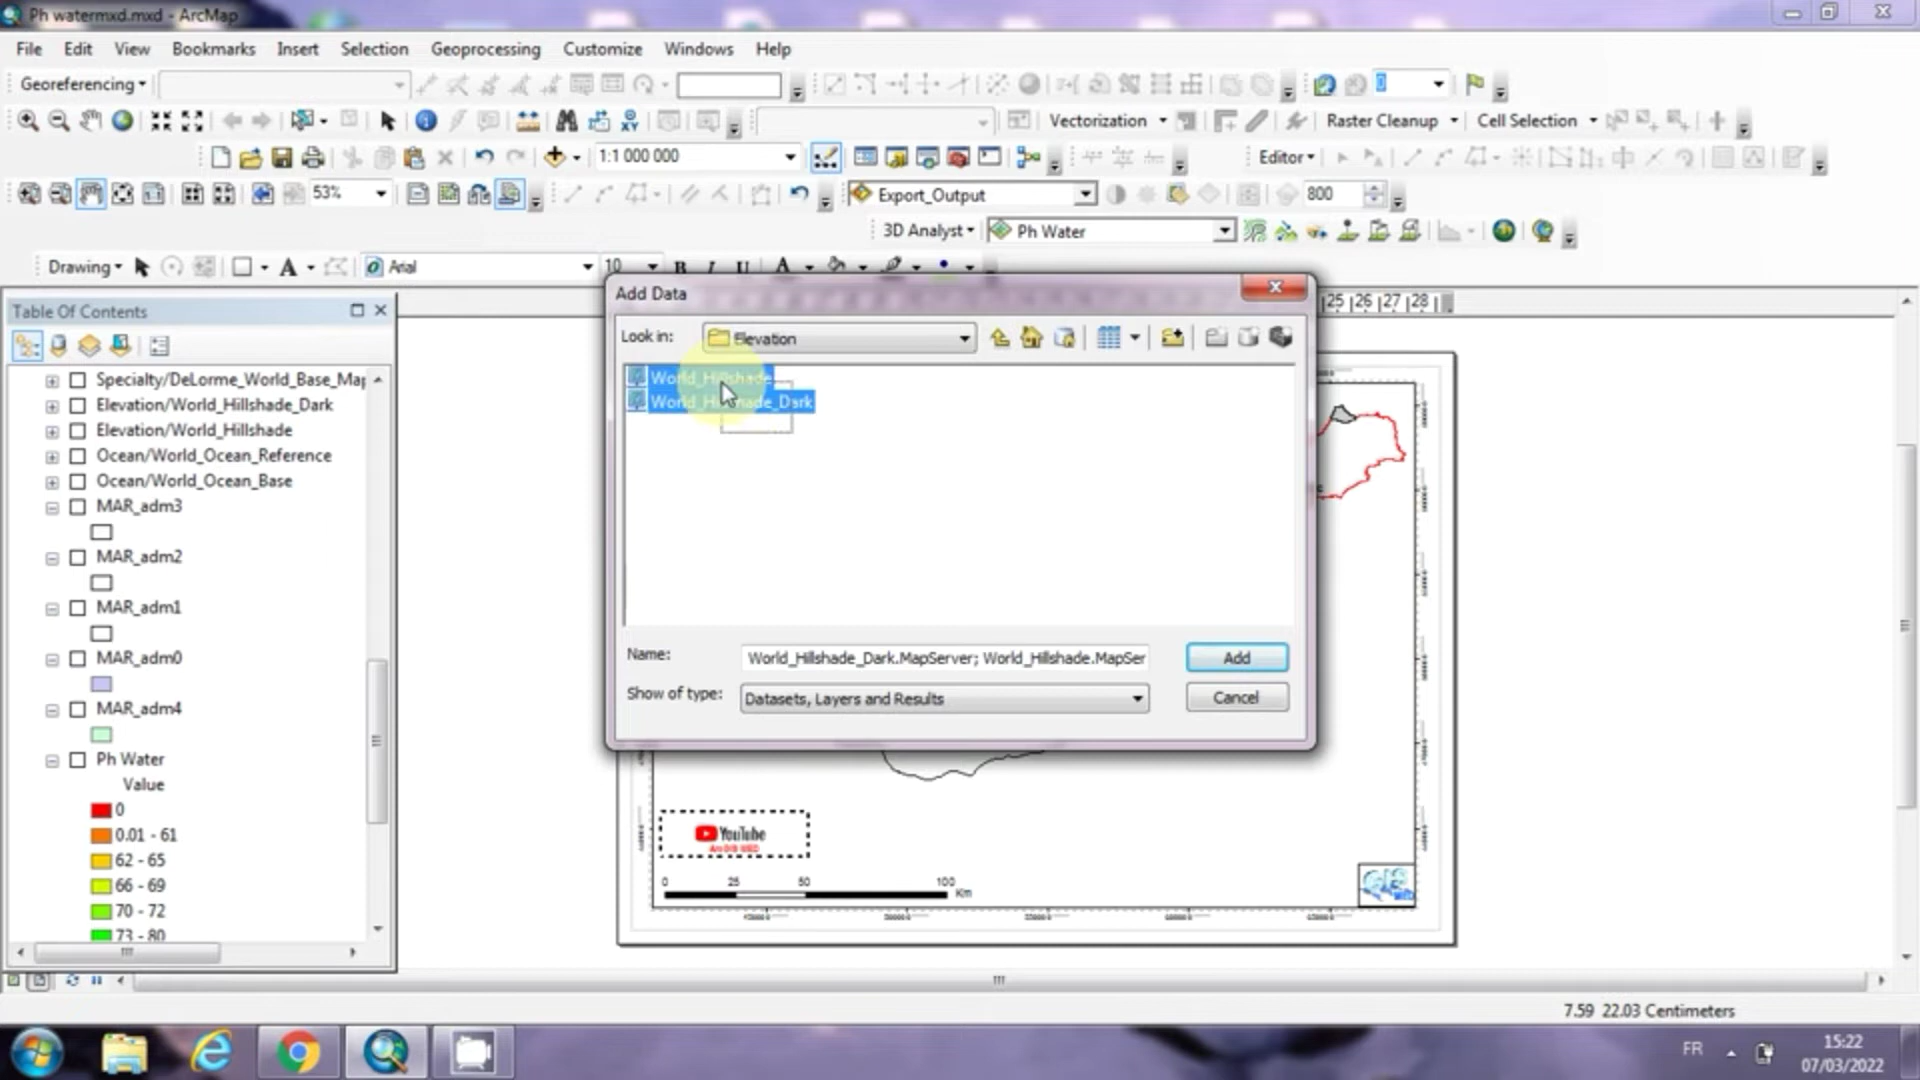 Ph watermxd.mxd - ArcMap
File Edit View Bookmarks Insert Selection Geoprocessing Customize Windows Help
Georeferencing
Vectorization Raster Cleanup Cell Selection
1:1 000 000 Editor
53% Export_Output 800
3D Analyst Ph Water
Drawing A Arial 10 B I U A
Table Of Contents
Specialty/DeLorme_World_Base_Map
Elevation/World_Hillshade_Dark
Elevation/World_Hillshade
Ocean/World_Ocean_Reference
Ocean/World_Ocean_Base
MAR_adm3
MAR_adm2
MAR_adm1
MAR_adm0
MAR_adm4
Ph Water
Value
0
0.01 - 61
62 - 65
66 - 69
70 - 72
73 - 80
Add Data
Look in: Elevation
World_Hillshade
World_Hillshade_Dark
Name: World_Hillshade_Dark.MapServer; World_Hillshade.MapSer
Add
Show of type: Datasets, Layers and Results
Cancel
25 26 27 28
YouTube
0 25 50 100
Km
7.59 22.03 Centimeters
FR
15:22
07/03/2022